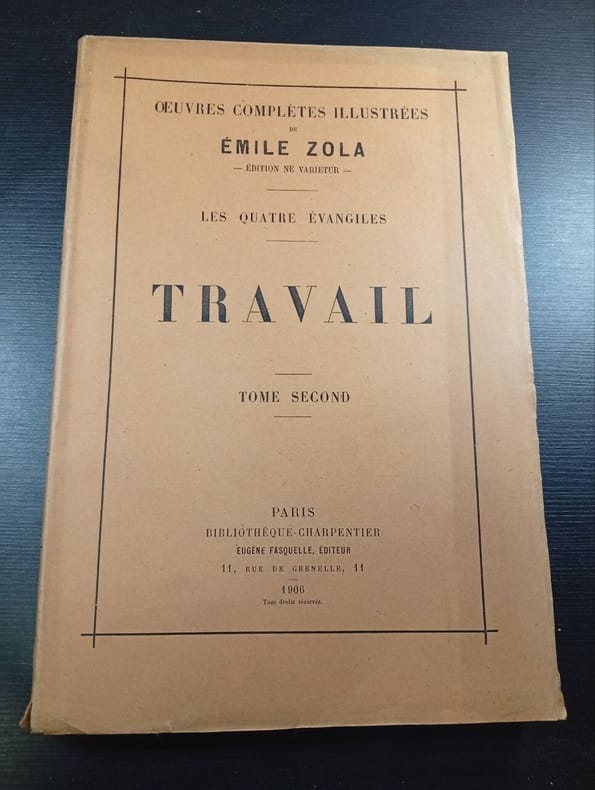 ŒUVRES COMPLÈTES ILLUSTRÉES
DE
ÉMILE ZOLA
— ÉDITION NE VARIETUR —
LES QUATRE ÉVANGILES
TRAVAIL
TOME SECOND
PARIS
BIBLIOTHÈQUE-CHARPENTIER
EUGÈNE FASQUELLE, ÉDITEUR
11, RUE DE GRENELLE, 11
1906
Tous droits réservés.